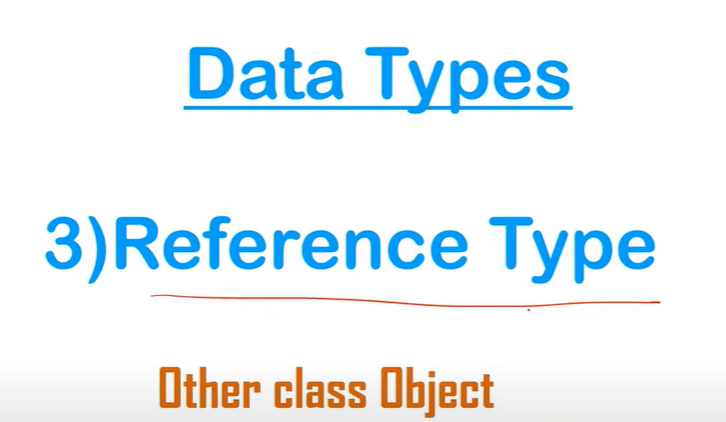 Data Types
3)Reference Type
Other class Object